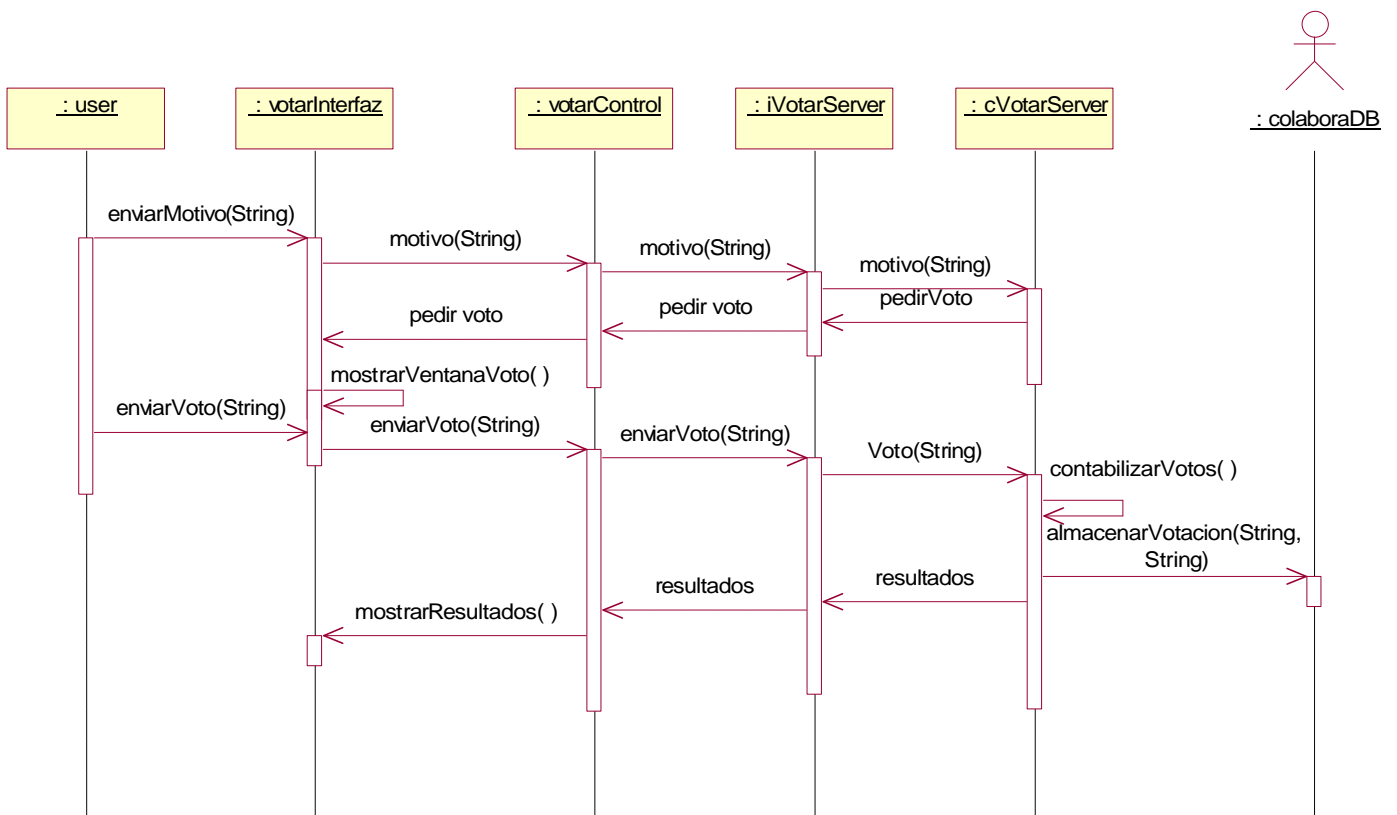 : user
: votarInterfaz
: votarControl
: iVotarServer
: cVotarServer
: colaboraDB
enviarMotivo(String)
motivo(String)
motivo(String)
motivo(String)
pedirVoto
pedir voto
pedir voto
mostrarVentanaVoto( )
enviarVoto(String)
enviarVoto(String)
enviarVoto(String)
Voto(String)
contabilizarVotos( )
almacenarVotacion(String,
String)
resultados
resultados
mostrarResultados( )